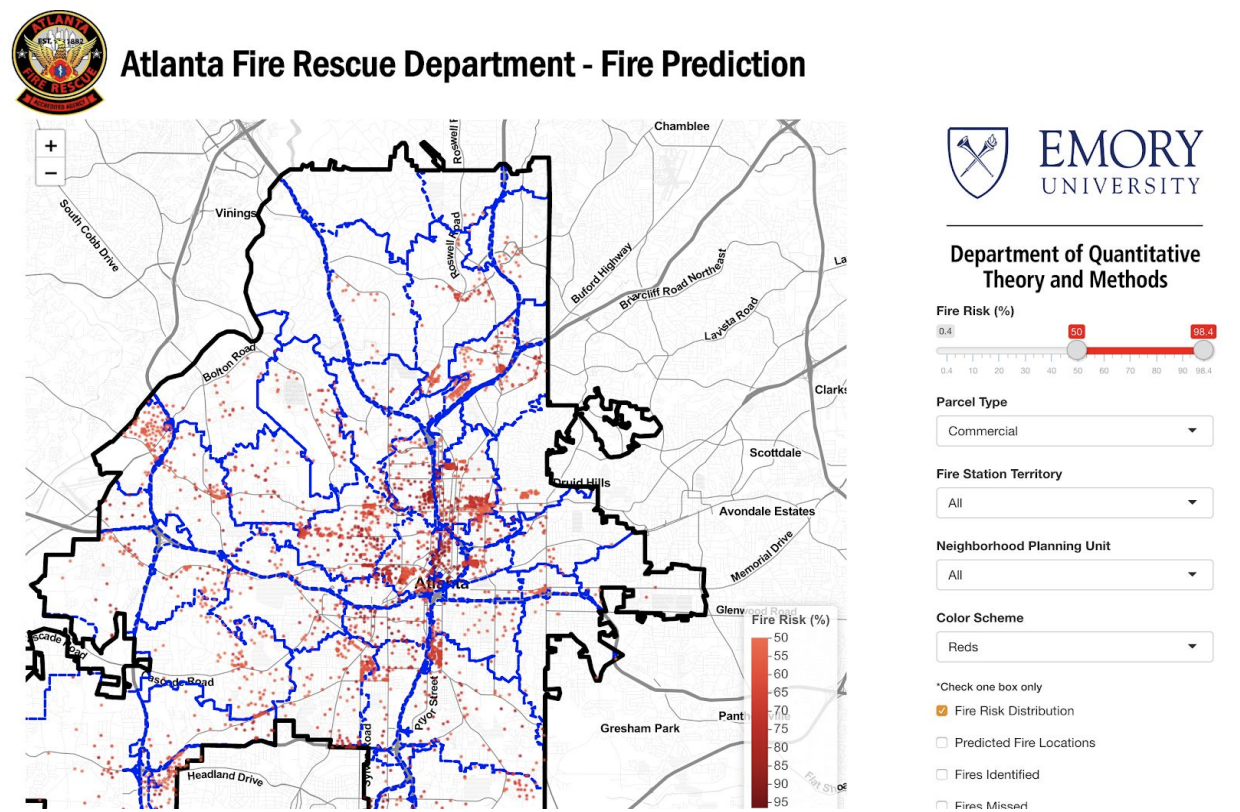 ATLANTA
EST. 1882
FIRE RESCUE
ACCREDITED AGENCY
Atlanta Fire Rescue Department - Fire Prediction
+
−
Chamblee
South Cobb Drive
Vinings
Roswell Road
Buford Highway
Briarcliff Road Northeast
Lavista Road
La
Bolton Road
Clarks
Scottdale
Druid Hills
Avondale Estates
Memorial Drive
Atlanta
Glenwood Road
scade Road
Cascade Road
Pryor Street
Gresham Park
Headland Drive
Fire Risk (%)
50
55
60
65
70
75
80
85
90
95
EMORY
UNIVERSITY
Department of Quantitative
Theory and Methods
Fire Risk (%)
0.4 50 98.4
0.4 10 20 30 40 50 60 70 80 90 98.4
Parcel Type
Commercial
Fire Station Territory
All
Neighborhood Planning Unit
All
Color Scheme
Reds
*Check one box only
Fire Risk Distribution
Predicted Fire Locations
Fires Identified
Fires Missed